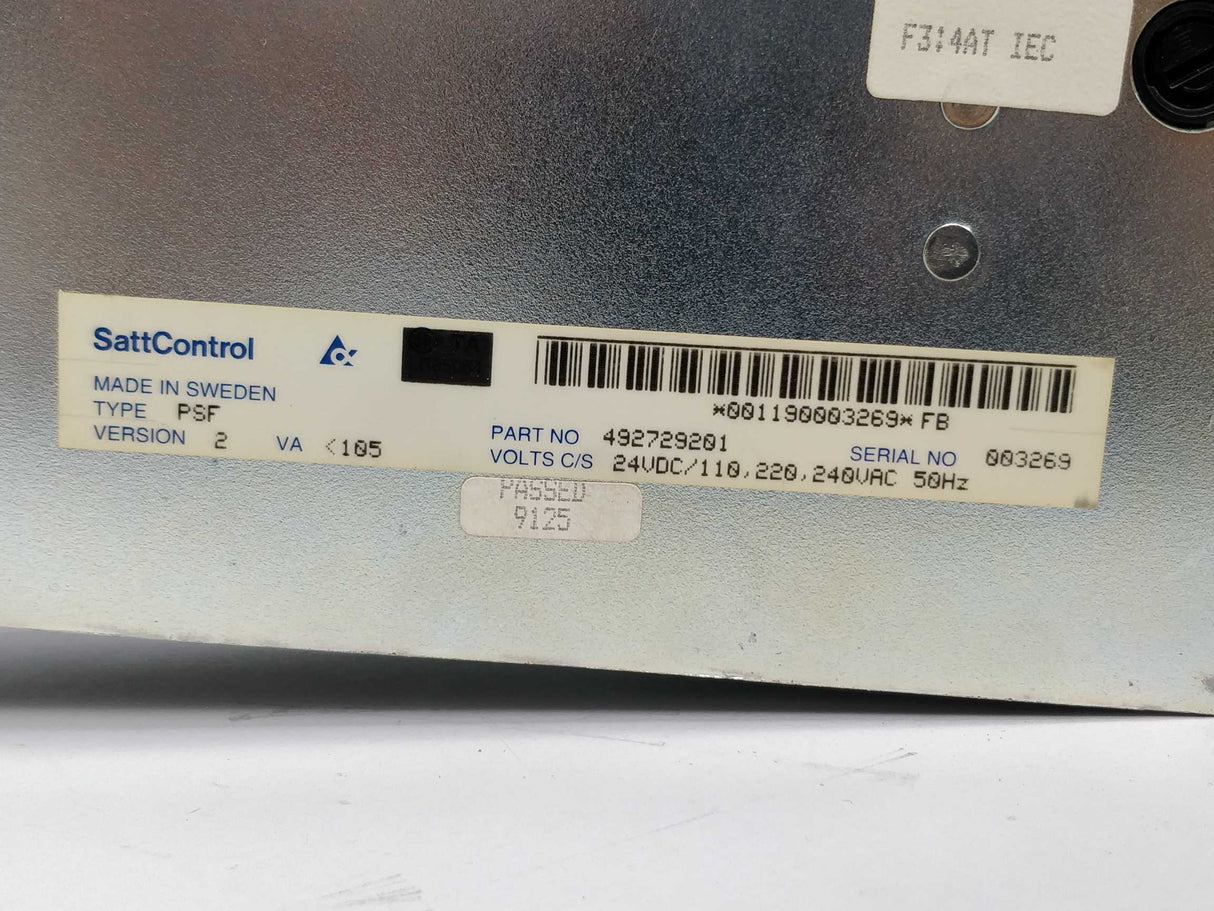 F3:4AT IEC
SattControl
MADE IN SWEDEN
TYPE PSF
VERSION 2 VA <105
*001190003269* FB
PART NO 492729201 SERIAL NO 003269
VOLTS C/S 24VDC/110,220,240VAC 50Hz
PASSED
9125